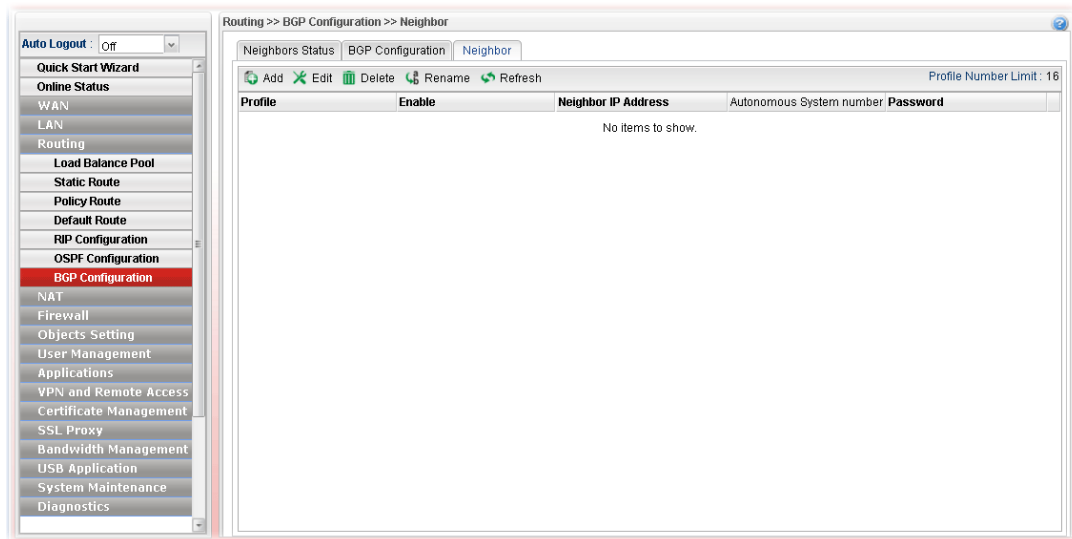 Routing >> BGP Configuration >> Neighbor
Auto Logout : Off
Quick Start Wizard
Online Status
WAN
LAN
Routing
Load Balance Pool
Static Route
Policy Route
Default Route
RIP Configuration
OSPF Configuration
BGP Configuration
NAT
Firewall
Objects Setting
User Management
Applications
VPN and Remote Access
Certificate Management
SSL Proxy
Bandwidth Management
USB Application
System Maintenance
Diagnostics
Neighbors Status BGP Configuration Neighbor
Add Edit Delete Rename Refresh Profile Number Limit : 16
Profile Enable Neighbor IP Address Autonomous System number Password
No items to show.